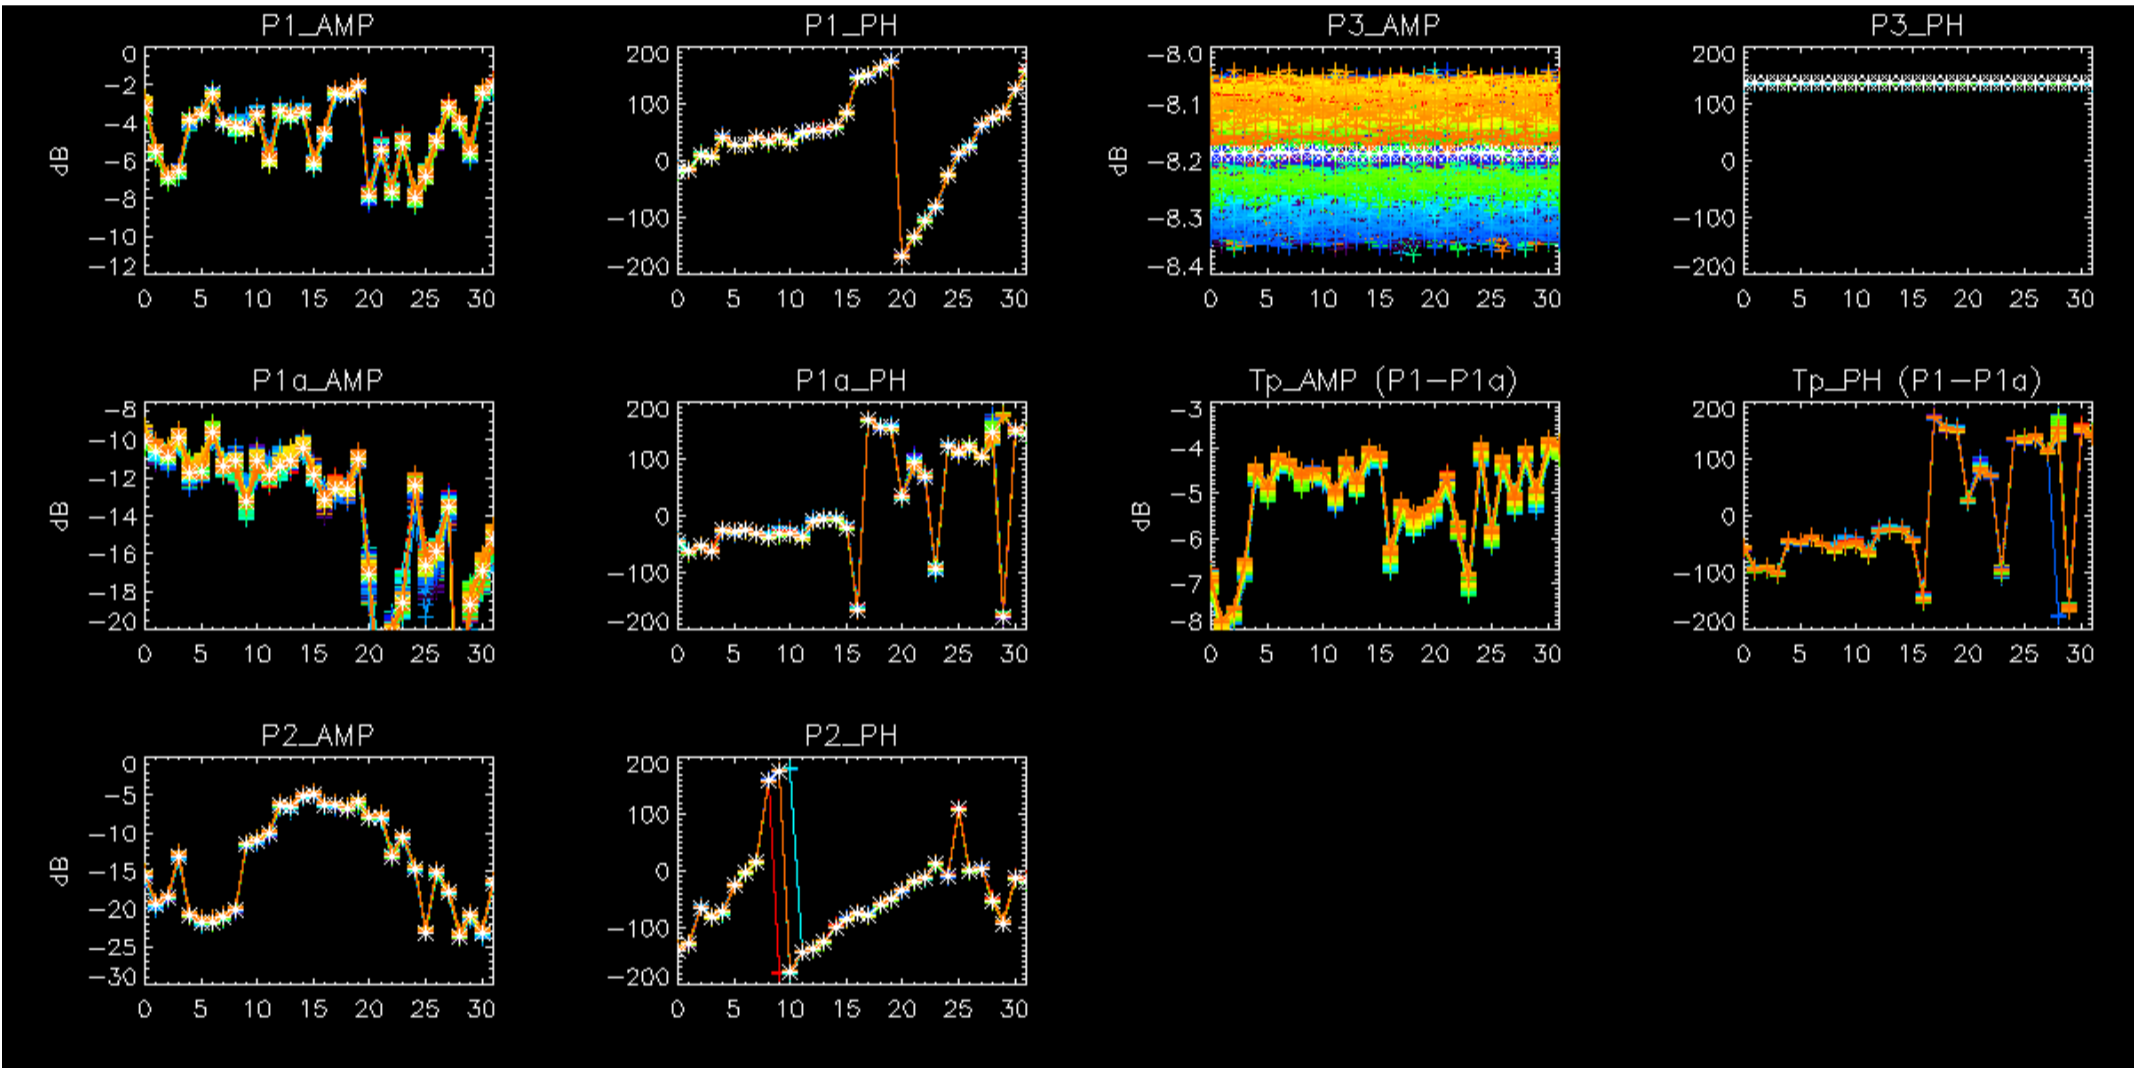 P1_AMP
P1_PH
P3_AMP
P3_PH
0
−2
−4
−6
−8
−10
−12
dB
0 5 10 15 20 25 30
200
100
0
−100
−200
0 5 10 15 20 25 30
−8.0
−8.1
−8.2
−8.3
−8.4
dB
0 5 10 15 20 25 30
200
100
0
−100
−200
0 5 10 15 20 25 30
P1a_AMP
P1a_PH
Tp_AMP (P1−P1a)
Tp_PH (P1−P1a)
−8
−10
−12
−14
−16
−18
−20
dB
0 5 10 15 20 25 30
200
100
0
−100
−200
0 5 10 15 20 25 30
−3
−4
−5
−6
−7
−8
dB
0 5 10 15 20 25 30
200
100
0
−100
−200
0 5 10 15 20 25 30
P2_AMP
P2_PH
0
−5
−10
−15
−20
−25
−30
dB
0 5 10 15 20 25 30
200
100
0
−100
−200
0 5 10 15 20 25 30